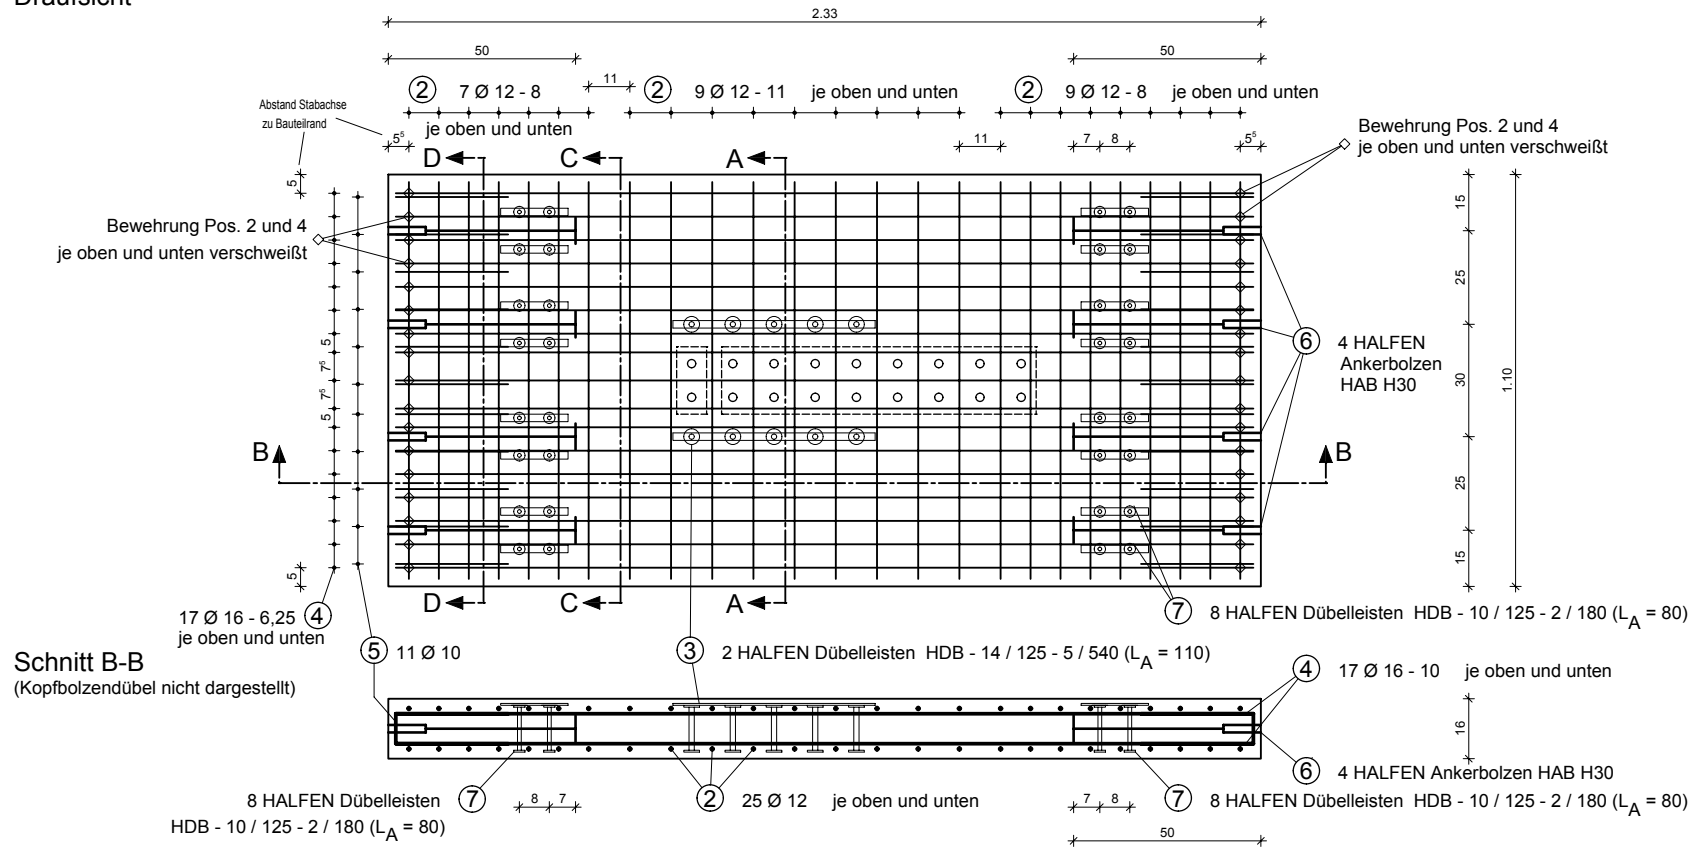 Draufsicht
2.33
50
50
2 7 Ø 12 - 8
11
2 9 Ø 12 - 11 je oben und unten
2 9 Ø 12 - 8 je oben und unten
Abstand Stabachse
zu Bauteilrand
je oben und unten
5⁵
11
7
8
5⁵
Bewehrung Pos. 2 und 4
je oben und unten verschweißt
D
C
A
5
Bewehrung Pos. 2 und 4
je oben und unten verschweißt
15
25
30
25
15
1.10
5
7⁵
7⁵
5
6
4 HALFEN
Ankerbolzen
HAB H30
B
B
5
D
C
A
17 Ø 16 - 6,25 4
je oben und unten
7 8 HALFEN Dübelleisten HDB - 10 / 125 - 2 / 180 (L_A = 80)
5 11 Ø 10
3 2 HALFEN Dübelleisten HDB - 14 / 125 - 5 / 540 (L_A = 110)
Schnitt B-B
(Kopfbolzendübel nicht dargestellt)
4 17 Ø 16 - 10 je oben und unten
16
6 4 HALFEN Ankerbolzen HAB H30
8 HALFEN Dübelleisten 7
HDB - 10 / 125 - 2 / 180 (L_A = 80)
8
7
2 25 Ø 12 je oben und unten
7
8
7 8 HALFEN Dübelleisten HDB - 10 / 125 - 2 / 180 (L_A = 80)
50